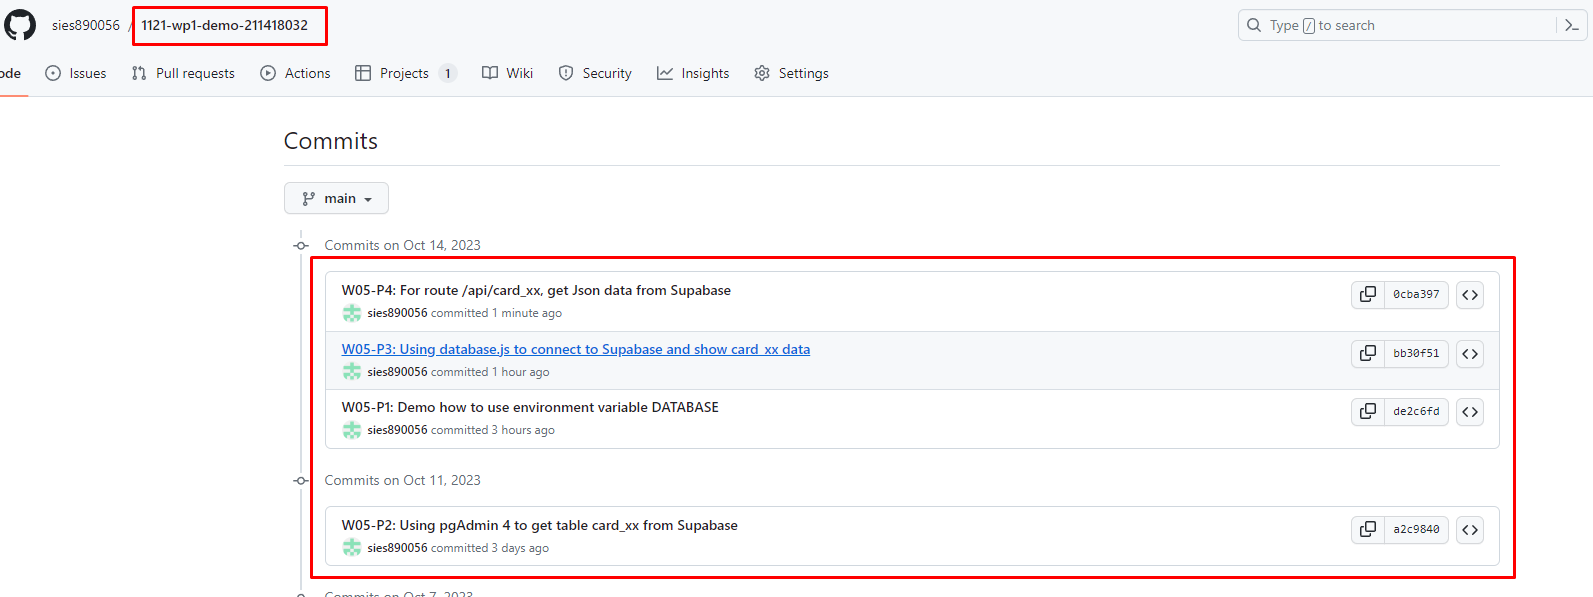 sies890056 / 1121-wp1-demo-211418032
Type / to search
ode Issues Pull requests Actions Projects 1 Wiki Security Insights Settings
Commits
main
Commits on Oct 14, 2023
W05-P4: For route /api/card_xx, get Json data from Supabase
0cba397
sies890056 committed 1 minute ago
W05-P3: Using database.js to connect to Supabase and show card_xx data
bb30f51
sies890056 committed 1 hour ago
W05-P1: Demo how to use environment variable DATABASE
de2c6fd
sies890056 committed 3 hours ago
Commits on Oct 11, 2023
W05-P2: Using pgAdmin 4 to get table card_xx from Supabase
a2c9840
sies890056 committed 3 days ago
Commits on Oct 7, 2023